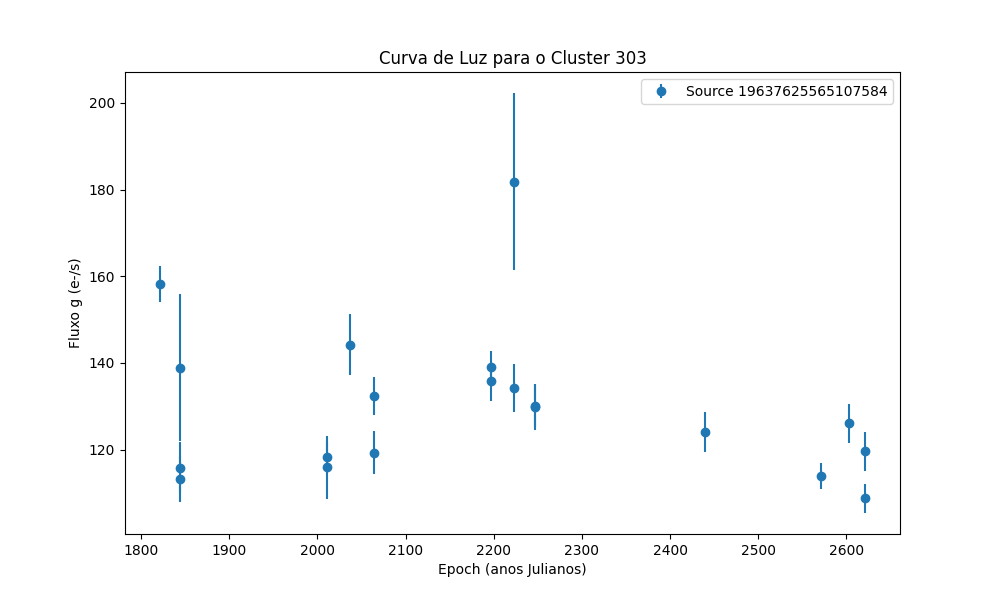 Curva de Luz para o Cluster 303
Source 19637625565107584
200
180
160
140
120
Fluxo g (e-/s)
1800 1900 2000 2100 2200 2300 2400 2500 2600
Epoch (anos Julianos)